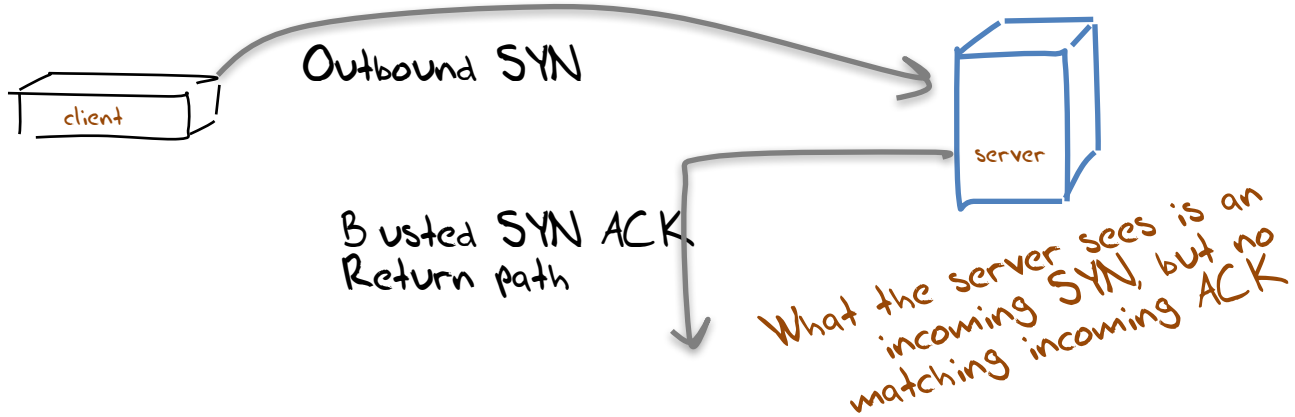 Outbound SYN
client
server
Busted SYN ACK
Return path
What the server sees is an
incoming SYN, but no
matching incoming ACK